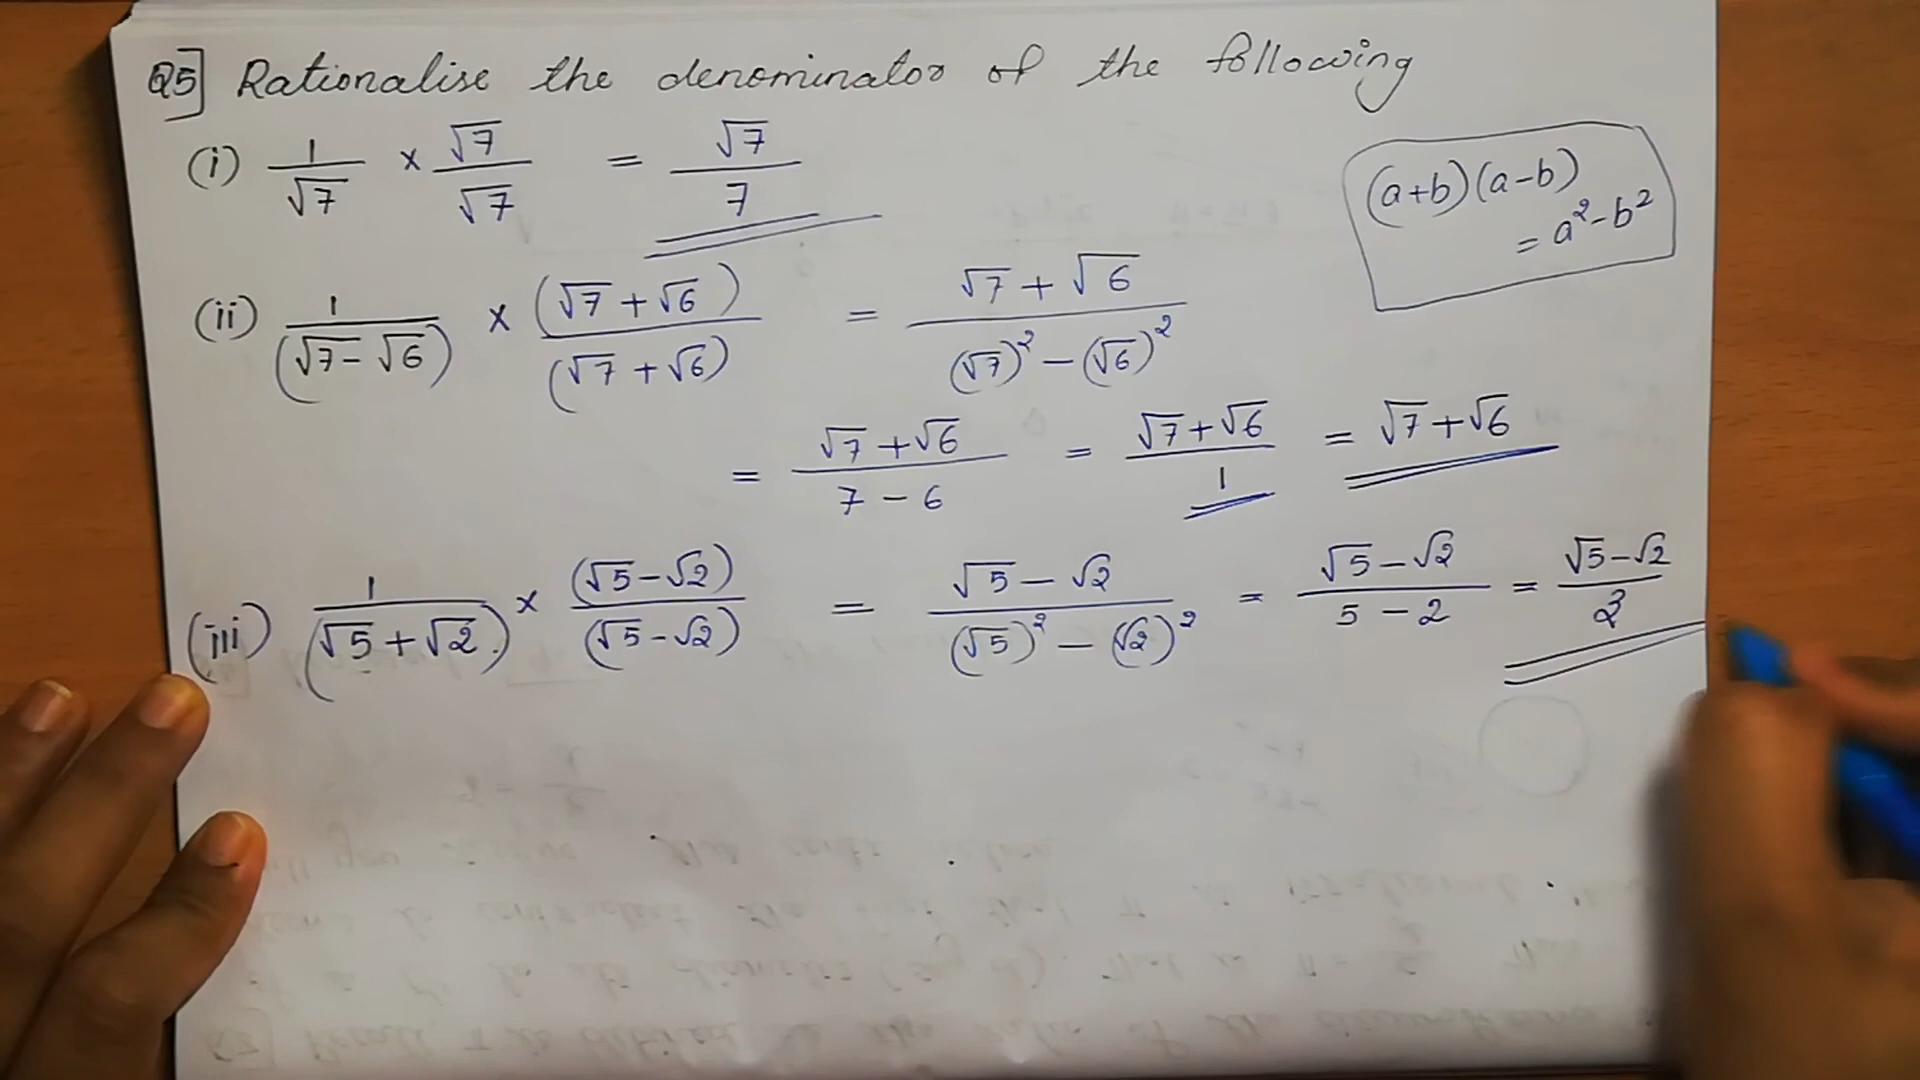 Q5] Rationalise the denominator of the following
(i) 1/√7 × √7/√7 = √7/7
(a+b)(a-b)
= a²-b²
(ii) 1/(√7-√6) × (√7+√6)/(√7+√6) = √7+√6/(√7)²-(√6)²
= √7+√6/7-6 = √7+√6/1 = √7+√6
(iii) 1/(√5+√2) × (√5-√2)/(√5-√2) = √5-√2/(√5)²-(√2)² = √5-√2/5-2 = √5-√2/3